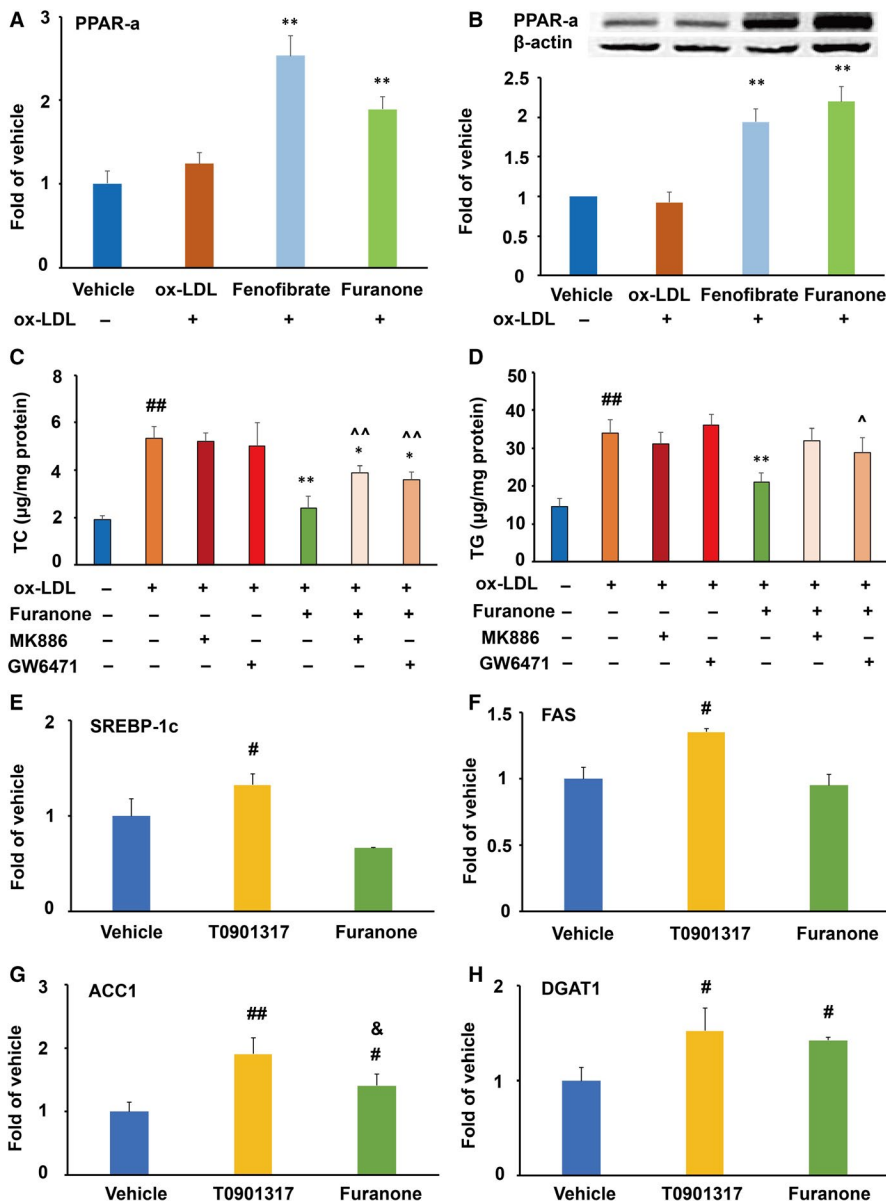 A
PPAR-a
**
**
Fold of vehicle
3
2
1
0
Vehicle ox-LDL Fenofibrate Furanone
ox-LDL – + + +
B
PPAR-a
β-actin
**
**
Fold of vehicle
2.5
2
1.5
1
0.5
0
Vehicle ox-LDL Fenofibrate Furanone
ox-LDL – + + +
C
TC (µg/mg protein)
8
6
4
2
0
##
**
^^
*
^^
*
ox-LDL – + + + + + +
Furanone – – – – + + +
MK886 – – + – – + –
GW6471 – – – + – – +
D
TG (µg/mg protein)
50
40
30
20
10
0
##
**
^
ox-LDL – + + + + + +
Furanone – – – – + + +
MK886 – – + – – + –
GW6471 – – – + – – +
E
SREBP-1c
#
Fold of vehicle
2
1
0
Vehicle T0901317 Furanone
F
FAS
#
Fold of vehicle
1.5
1
0.5
0
Vehicle T0901317 Furanone
G
ACC1
##
&
#
Fold of vehicle
3
2
1
0
Vehicle T0901317 Furanone
H
DGAT1
#
#
Fold of vehicle
2
1
0
Vehicle T0901317 Furanone